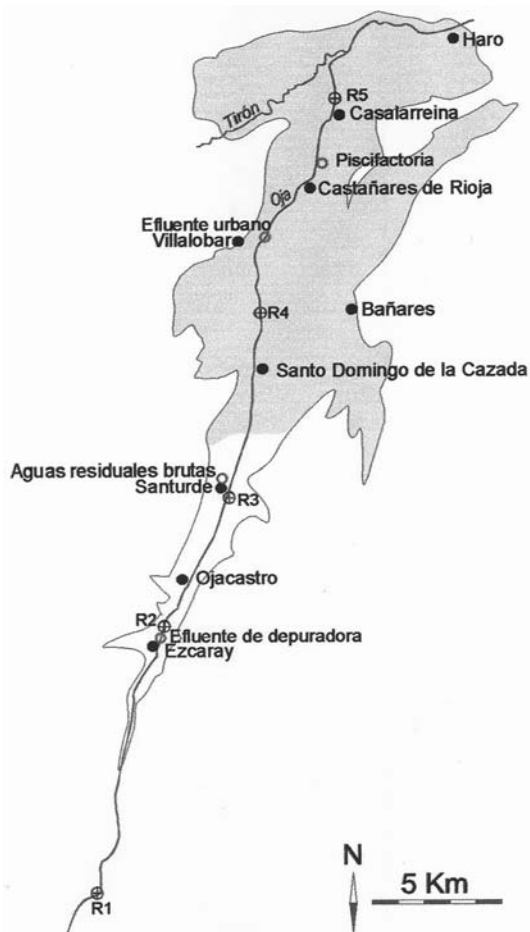 Haro
R5
Tirón
Casalarreina
Piscifactoria
Castañares de Rioja
Oja
Efluente urbano
Villalobar
R4
Bañares
Santo Domingo de la Cazada
Aguas residuales brutas
Santurde
R3
Ojacastro
R2
Efluente de depuradora
Ezcaray
N
5 Km
R1